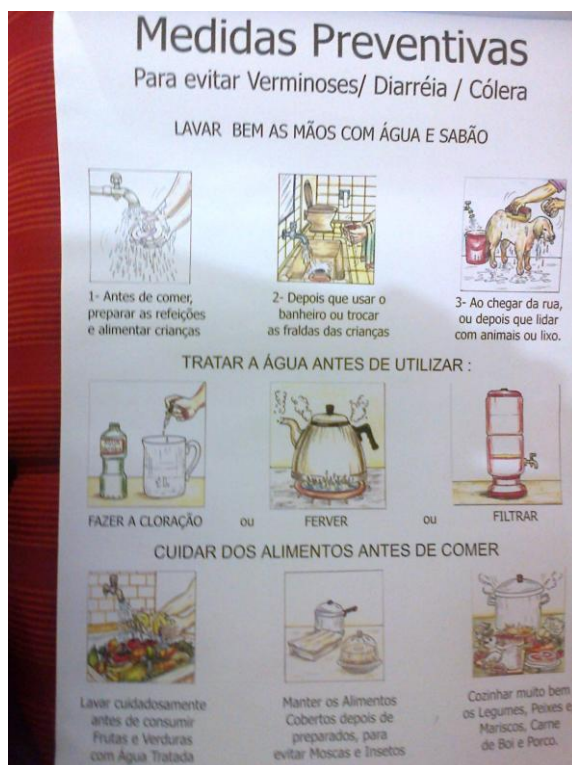 Medidas Preventivas
Para evitar Verminoses/ Diarréia / Cólera
LAVAR BEM AS MÃOS COM ÁGUA E SABÃO
1- Antes de comer,
preparar as refeições
e alimentar crianças
2- Depois que usar o
banheiro ou trocar
as fraldas das crianças
3- Ao chegar da rua,
ou depois que lidar
com animais ou lixo.
TRATAR A ÁGUA ANTES DE UTILIZAR :
FAZER A CLORAÇÃO ou FERVER ou FILTRAR
CUIDAR DOS ALIMENTOS ANTES DE COMER
Lavar cuidadosamente
antes de consumir
Frutas e Verduras
com Água Tratada
Manter os Alimentos
Cobertos depois de
preparados, para
evitar Moscas e Insetos
Cozinhar muito bem
os Legumes, Peixes e
Mariscos, Carne
de Boi e Porco.